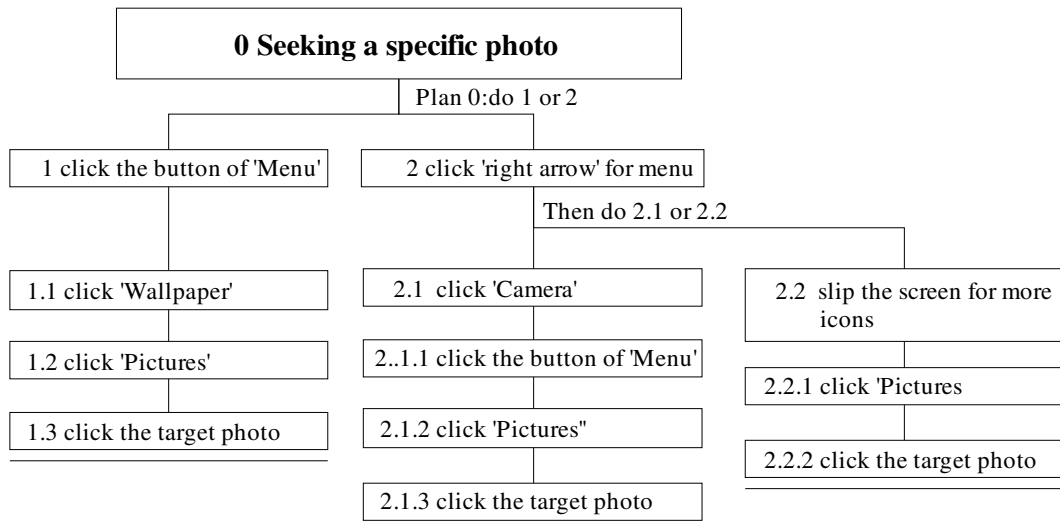 0 Seeking a specific photo
Plan 0:do 1 or 2
1 click the button of 'Menu'
2 click 'right arrow' for menu
Then do 2.1 or 2.2
1.1 click 'Wallpaper'
2.1 click 'Camera'
2.2 slip the screen for more
icons
1.2 click 'Pictures'
2..1.1 click the button of 'Menu'
2.2.1 click 'Pictures
1.3 click the target photo
2.1.2 click 'Pictures"
2.2.2 click the target photo
2.1.3 click the target photo